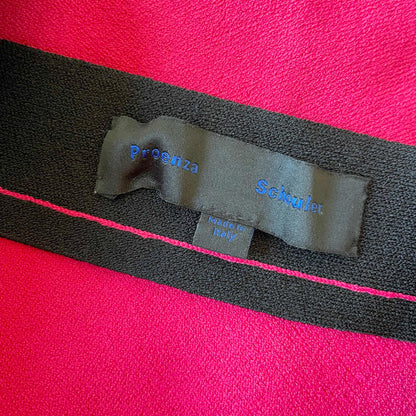 Proenza
Schouler
Made in
Italy